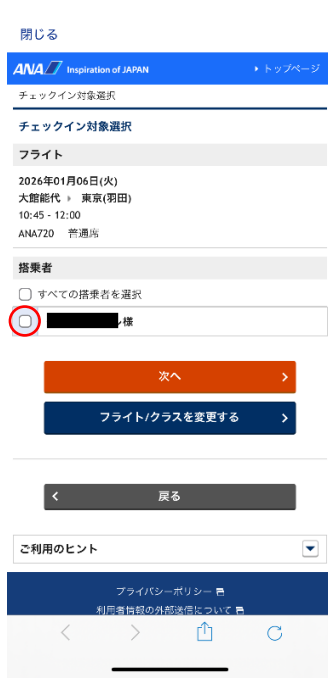 閉じる
ANA Inspiration of JAPAN
トップページ
チェックイン対象選択
チェックイン対象選択
フライト
2026年01月06日(火)
大館能代 東京(羽田)
10:45 - 12:00
ANA720 普通席
搭乗者
すべての搭乗者を選択
様
次へ
フライト/クラスを変更する
戻る
ご利用のヒント
プライバシーポリシー
利用者情報の外部送信について